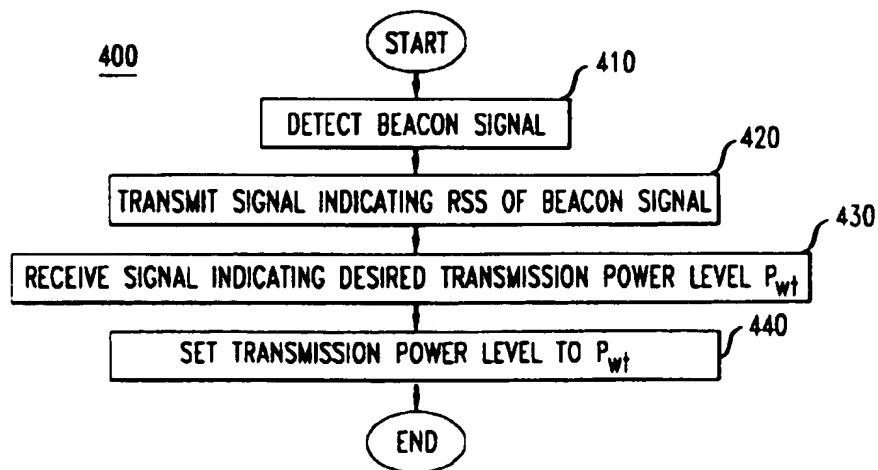 400
START
410
DETECT BEACON SIGNAL
420
TRANSMIT SIGNAL INDICATING RSS OF BEACON SIGNAL
430
RECEIVE SIGNAL INDICATING DESIRED TRANSMISSION POWER LEVEL Pwt
440
SET TRANSMISSION POWER LEVEL TO Pwt
END